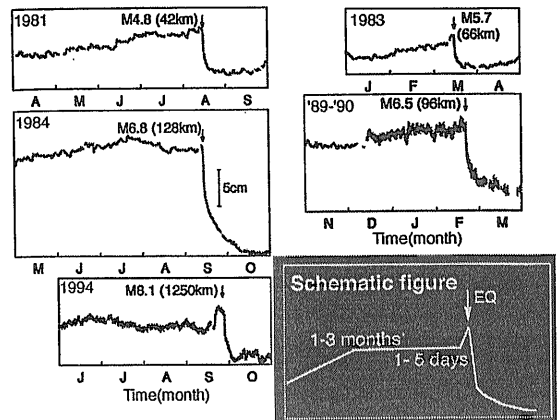 1981
M4.8 (42km)
A M J J A S
1983
M5.7
(66km)
J F M A
1984
M6.8 (128km)
5cm
M J J A S O
'89-'90
M6.5 (96km)
N D J F M
Time(month)
1994
M6.1 (1250km)
J J A S O
Time(month)
Schematic figure
EQ
1-3 months
1- 5 days